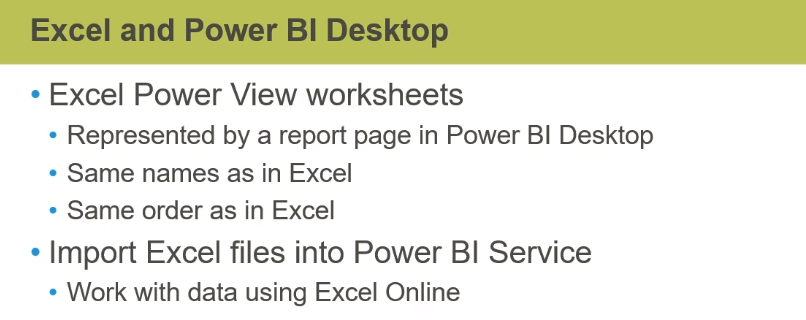 Excel and Power BI Desktop
• Excel Power View worksheets
• Represented by a report page in Power BI Desktop
• Same names as in Excel
• Same order as in Excel
• Import Excel files into Power BI Service
• Work with data using Excel Online